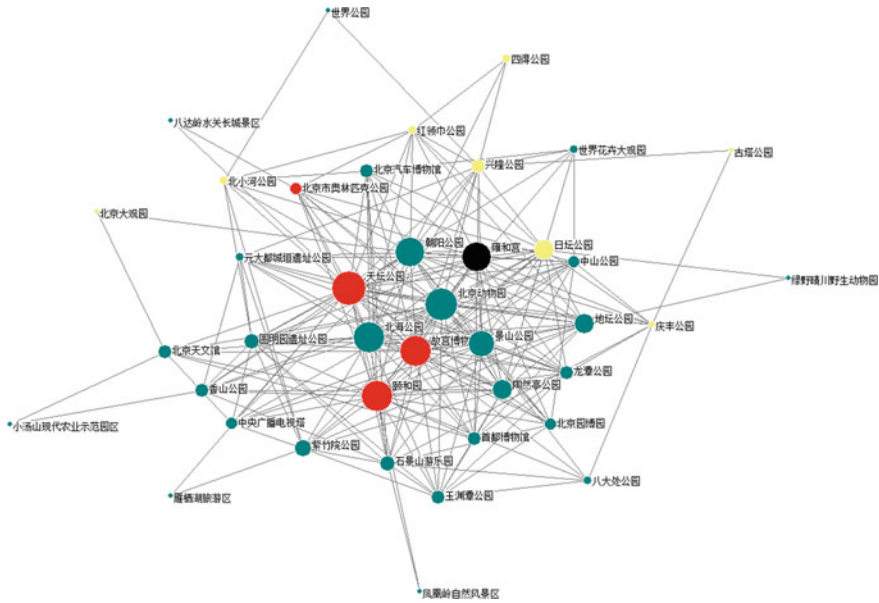 世界公园
四得公园
八达岭水关长城景区
红领巾公园
世界花卉大观园
古塔公园
兴隆公园
北京汽车博物馆
北小河公园
北京市奥林匹克公园
北京大观园
朝阳公园
雍和宫
日坛公园
元大都城垣遗址公园
中山公园
天坛公园
绿野晴川野生动物园
北京动物园
地坛公园
庆丰公园
北海公园
景山公园
圆明园遗址公园
故宫博物
北京天文馆
龙潭公园
香山公园
颐和园
陶然亭公园
小汤山现代农业示范园区
中央广播电视塔
北京园博园
首都博物馆
紫竹院公园
石景山游乐园
八大处公园
雁栖湖旅游区
玉渊潭公园
凤凰岭自然风景区